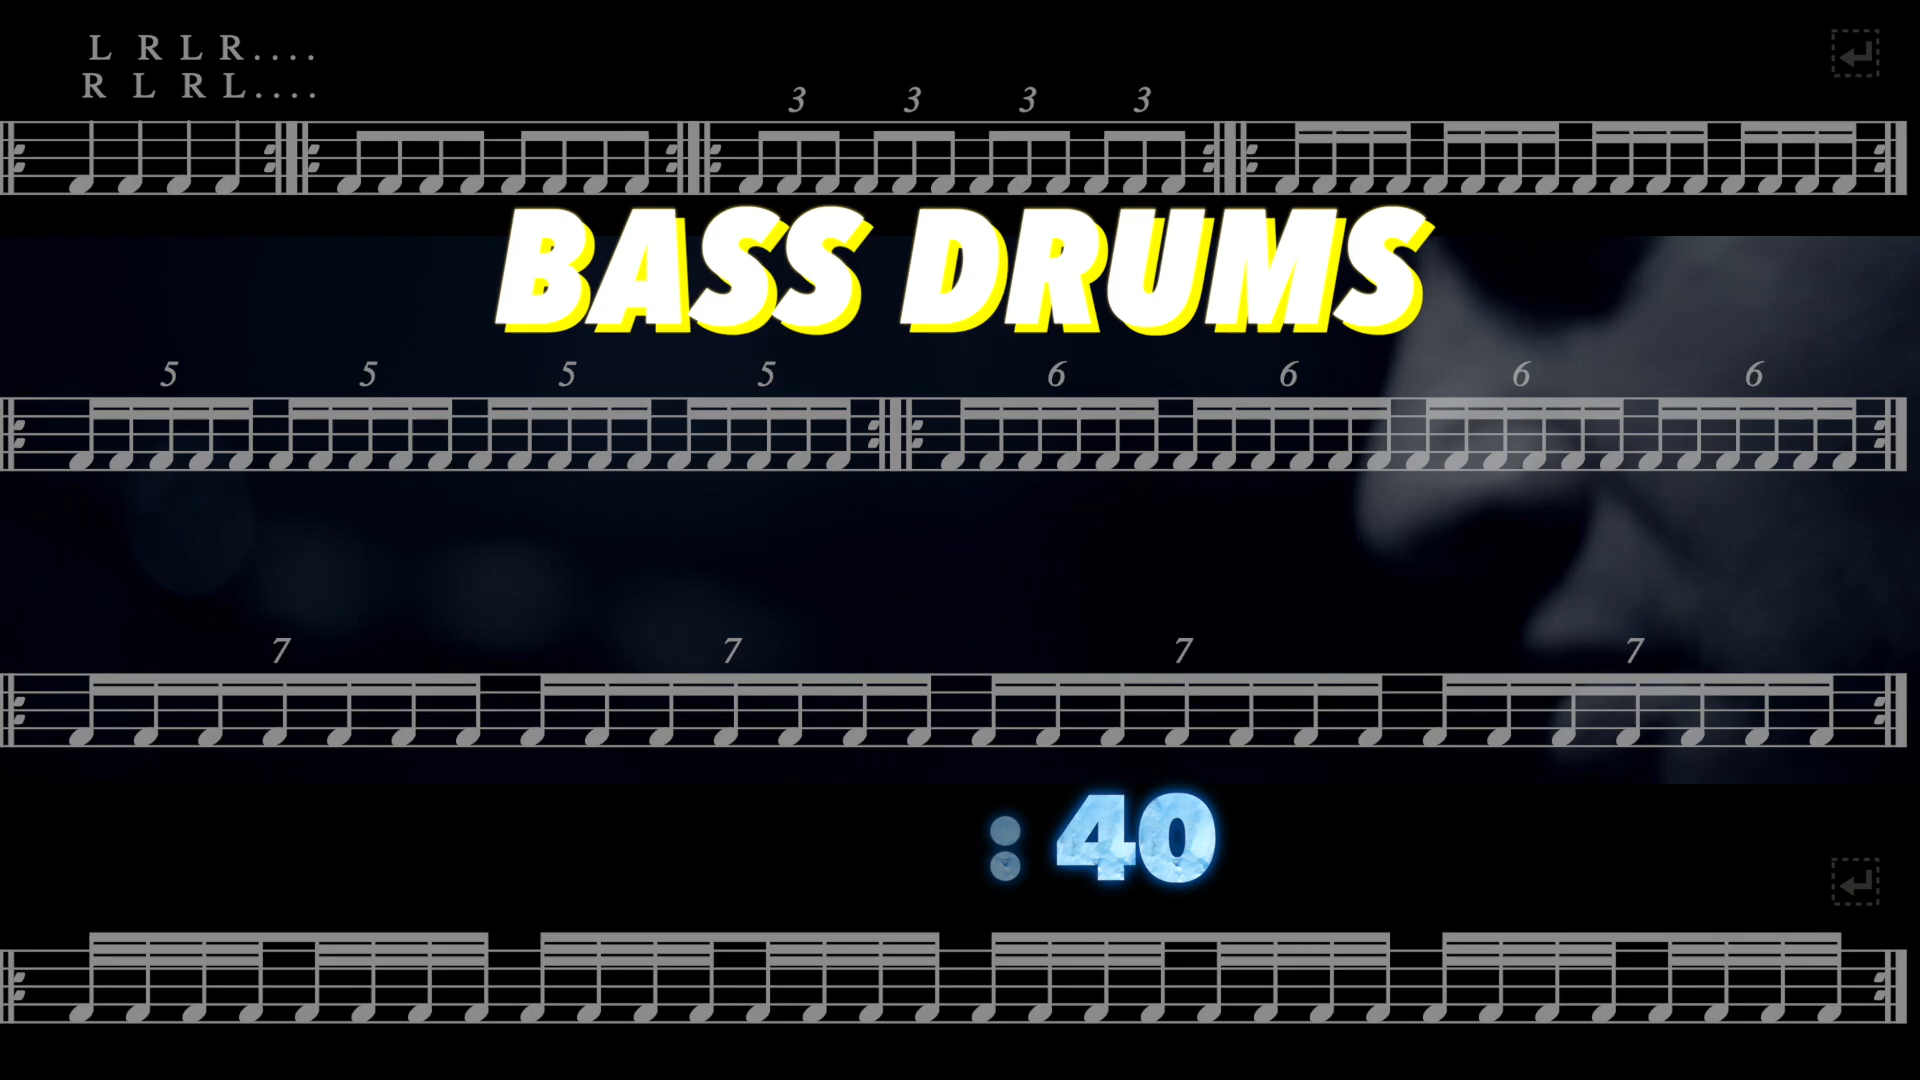 L R L R....
R L R L....
3 3 3 3
BASS DRUMS
5 5 5 5 6 6 6 6
7 7 7 7
: 40